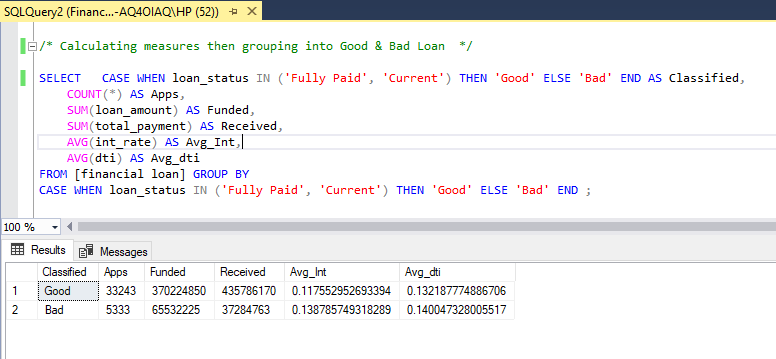 SQLQuery2 (Financ...-AQ4OIAQ\HP (52))
/* Calculating measures then grouping into Good & Bad Loan */
SELECT CASE WHEN loan_status IN ('Fully Paid', 'Current') THEN 'Good' ELSE 'Bad' END AS Classified,
COUNT(*) AS Apps,
SUM(loan_amount) AS Funded,
SUM(total_payment) AS Received,
AVG(int_rate) AS Avg_Int,
AVG(dti) AS Avg_dti
FROM [financial loan] GROUP BY
CASE WHEN loan_status IN ('Fully Paid', 'Current') THEN 'Good' ELSE 'Bad' END ;
100 %
Results Messages
Classified Apps Funded Received Avg_Int Avg_dti
1 Good 33243 370224850 435786170 0.117552952693394 0.132187774886706
2 Bad 5333 65532225 37284763 0.138785749318289 0.140047328005517